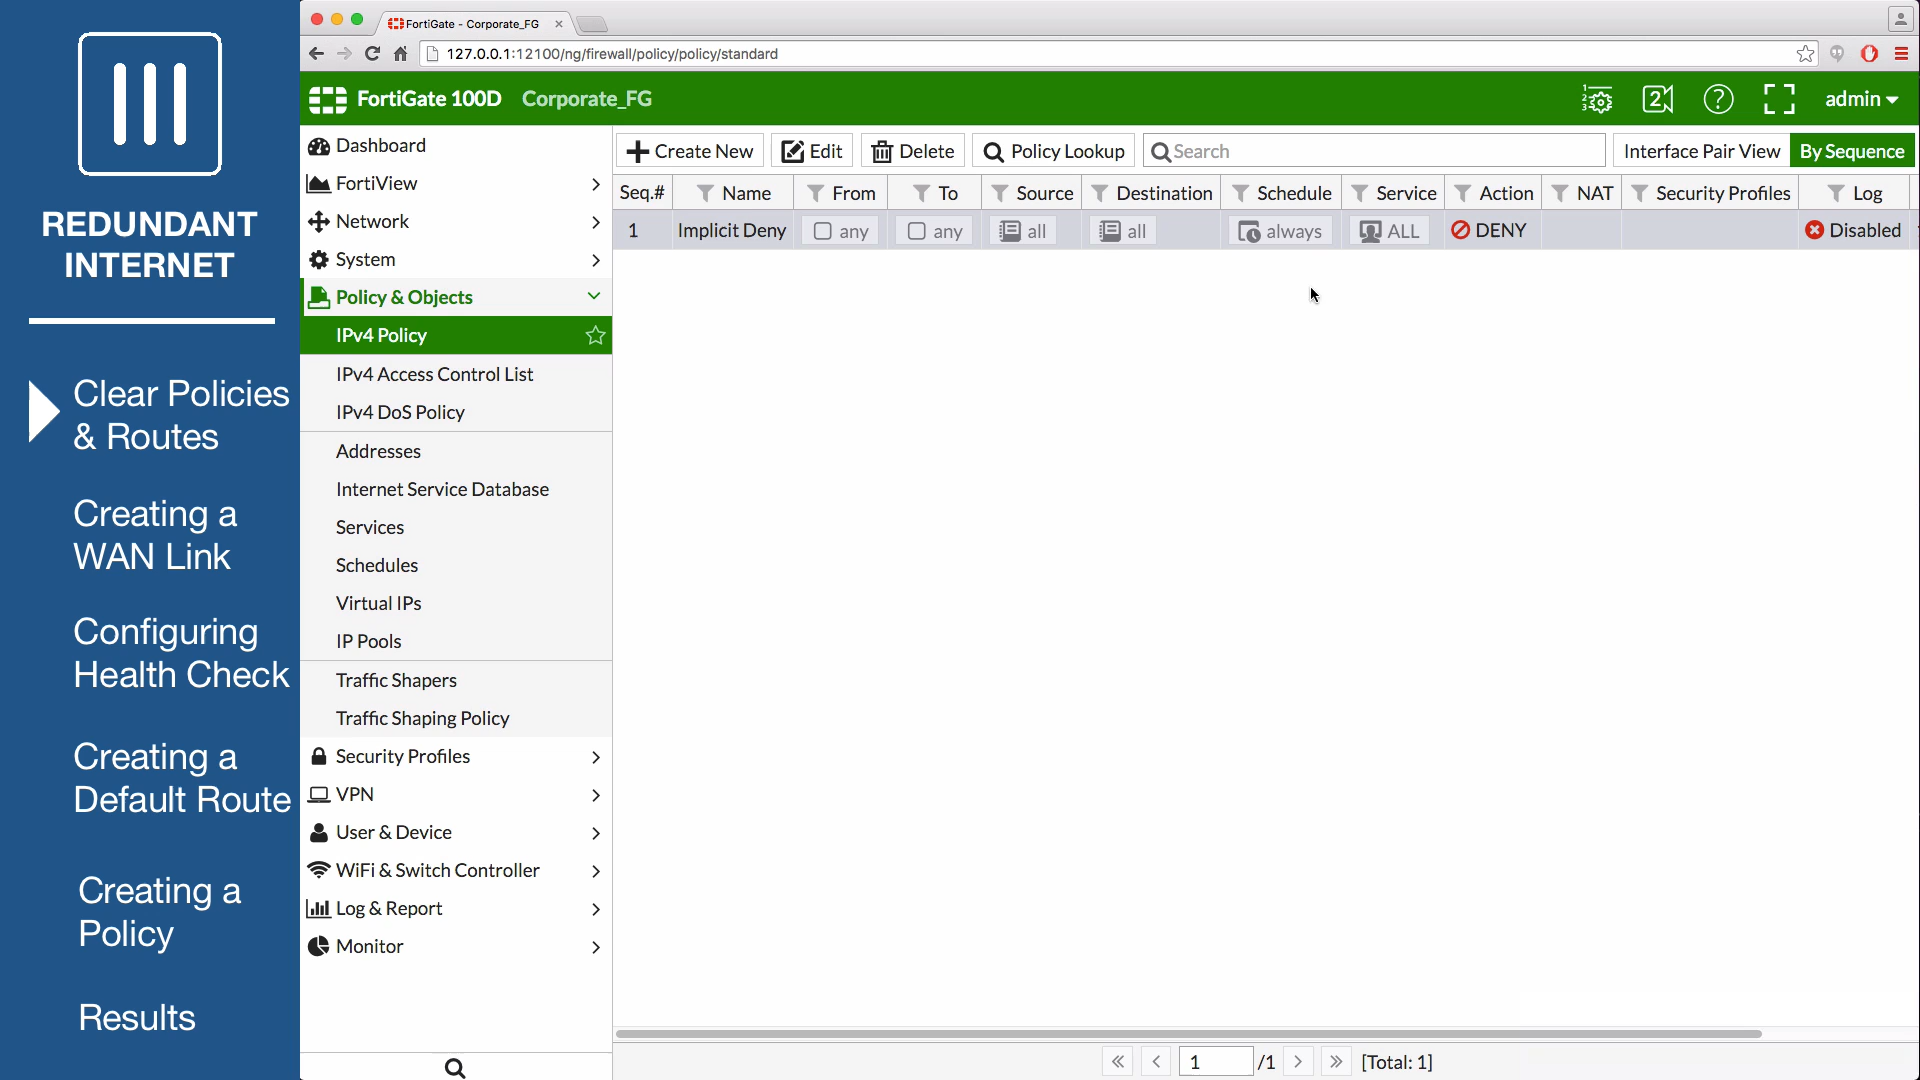 REDUNDANT
INTERNET
Clear Policies
& Routes
Creating a
WAN Link
Configuring
Health Check
Creating a
Default Route
Creating a
Policy
Results
FortiGate - Corporate_FG
127.0.0.1:12100/ng/firewall/policy/policy/standard
FortiGate 100D Corporate_FG
admin
Dashboard
FortiView
Network
System
Policy & Objects
IPv4 Policy
IPv4 Access Control List
IPv4 DoS Policy
Addresses
Internet Service Database
Services
Schedules
Virtual IPs
IP Pools
Traffic Shapers
Traffic Shaping Policy
Security Profiles
VPN
User & Device
WiFi & Switch Controller
Log & Report
Monitor
Create New Edit Delete Policy Lookup Search Interface Pair View By Sequence
Seq.# Name From To Source Destination Schedule Service Action NAT Security Profiles Log
1 Implicit Deny any any all all always ALL DENY Disabled
1 /1 [Total: 1]